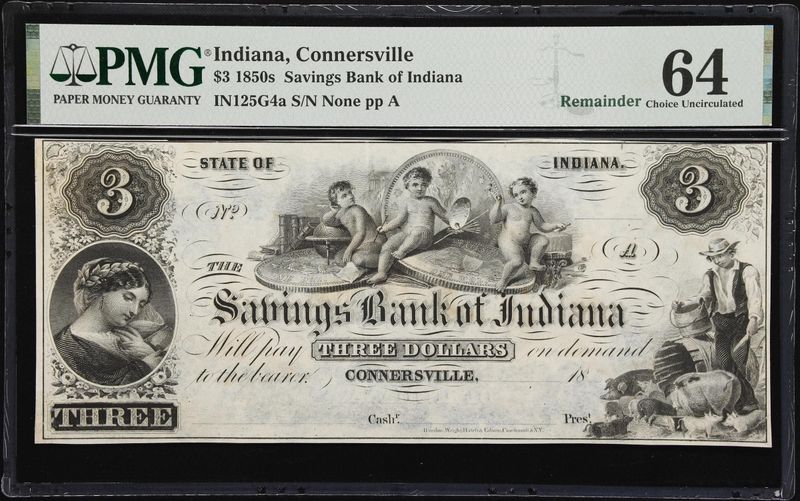 PMG® Indiana, Connersville
$3 1850s Savings Bank of Indiana
PAPER MONEY GUARANTY IN125G4a S/N None pp A
Remainder 64
Choice Uncirculated
3 STATE OF INDIANA. 3
No
A
THE
Savings Bank of Indiana
Will pay THREE DOLLARS on demand
to the bearer. CONNERSVILLE, 18
THREE
Cashr. Prest.
Cincinnati & N.Y.